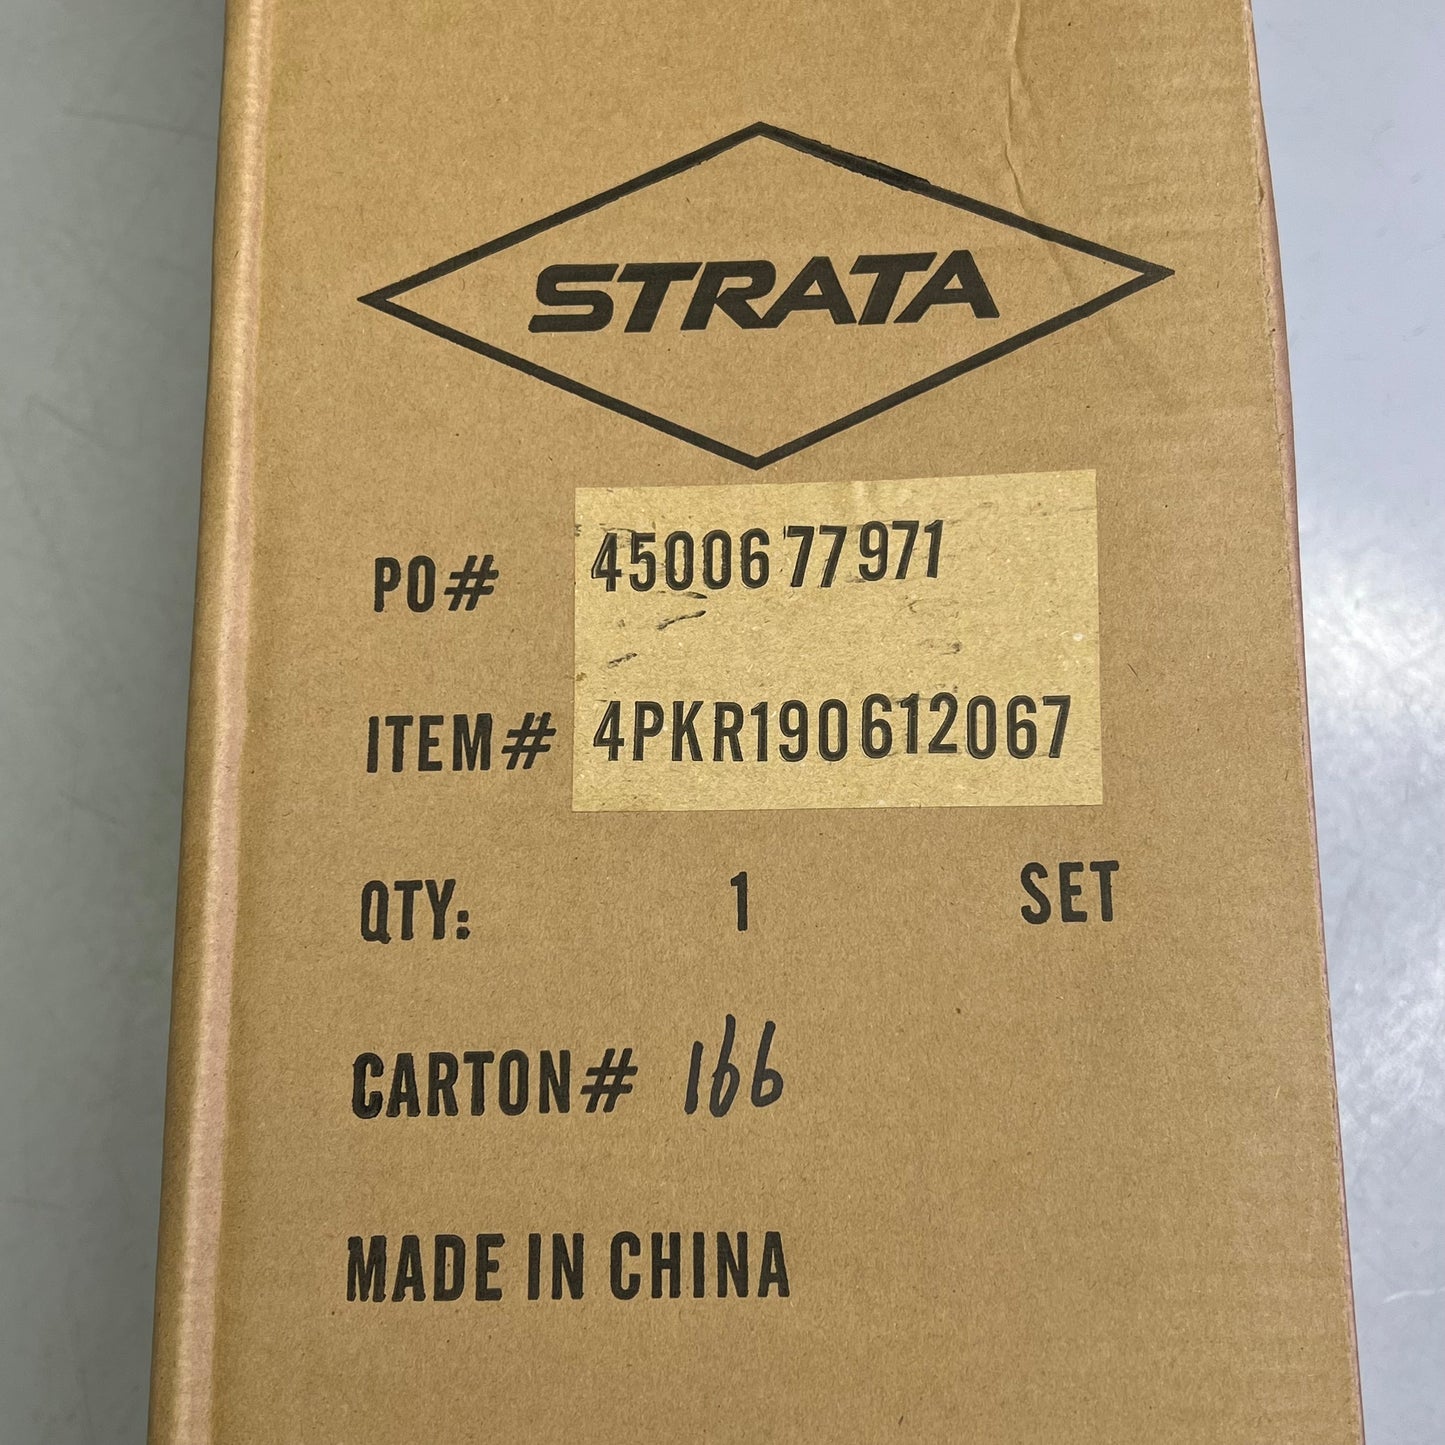 STRATA
PO# 4500677971
ITEM# 4PKR190612067
QTY: 1 SET
CARTON# 166
MADE IN CHINA